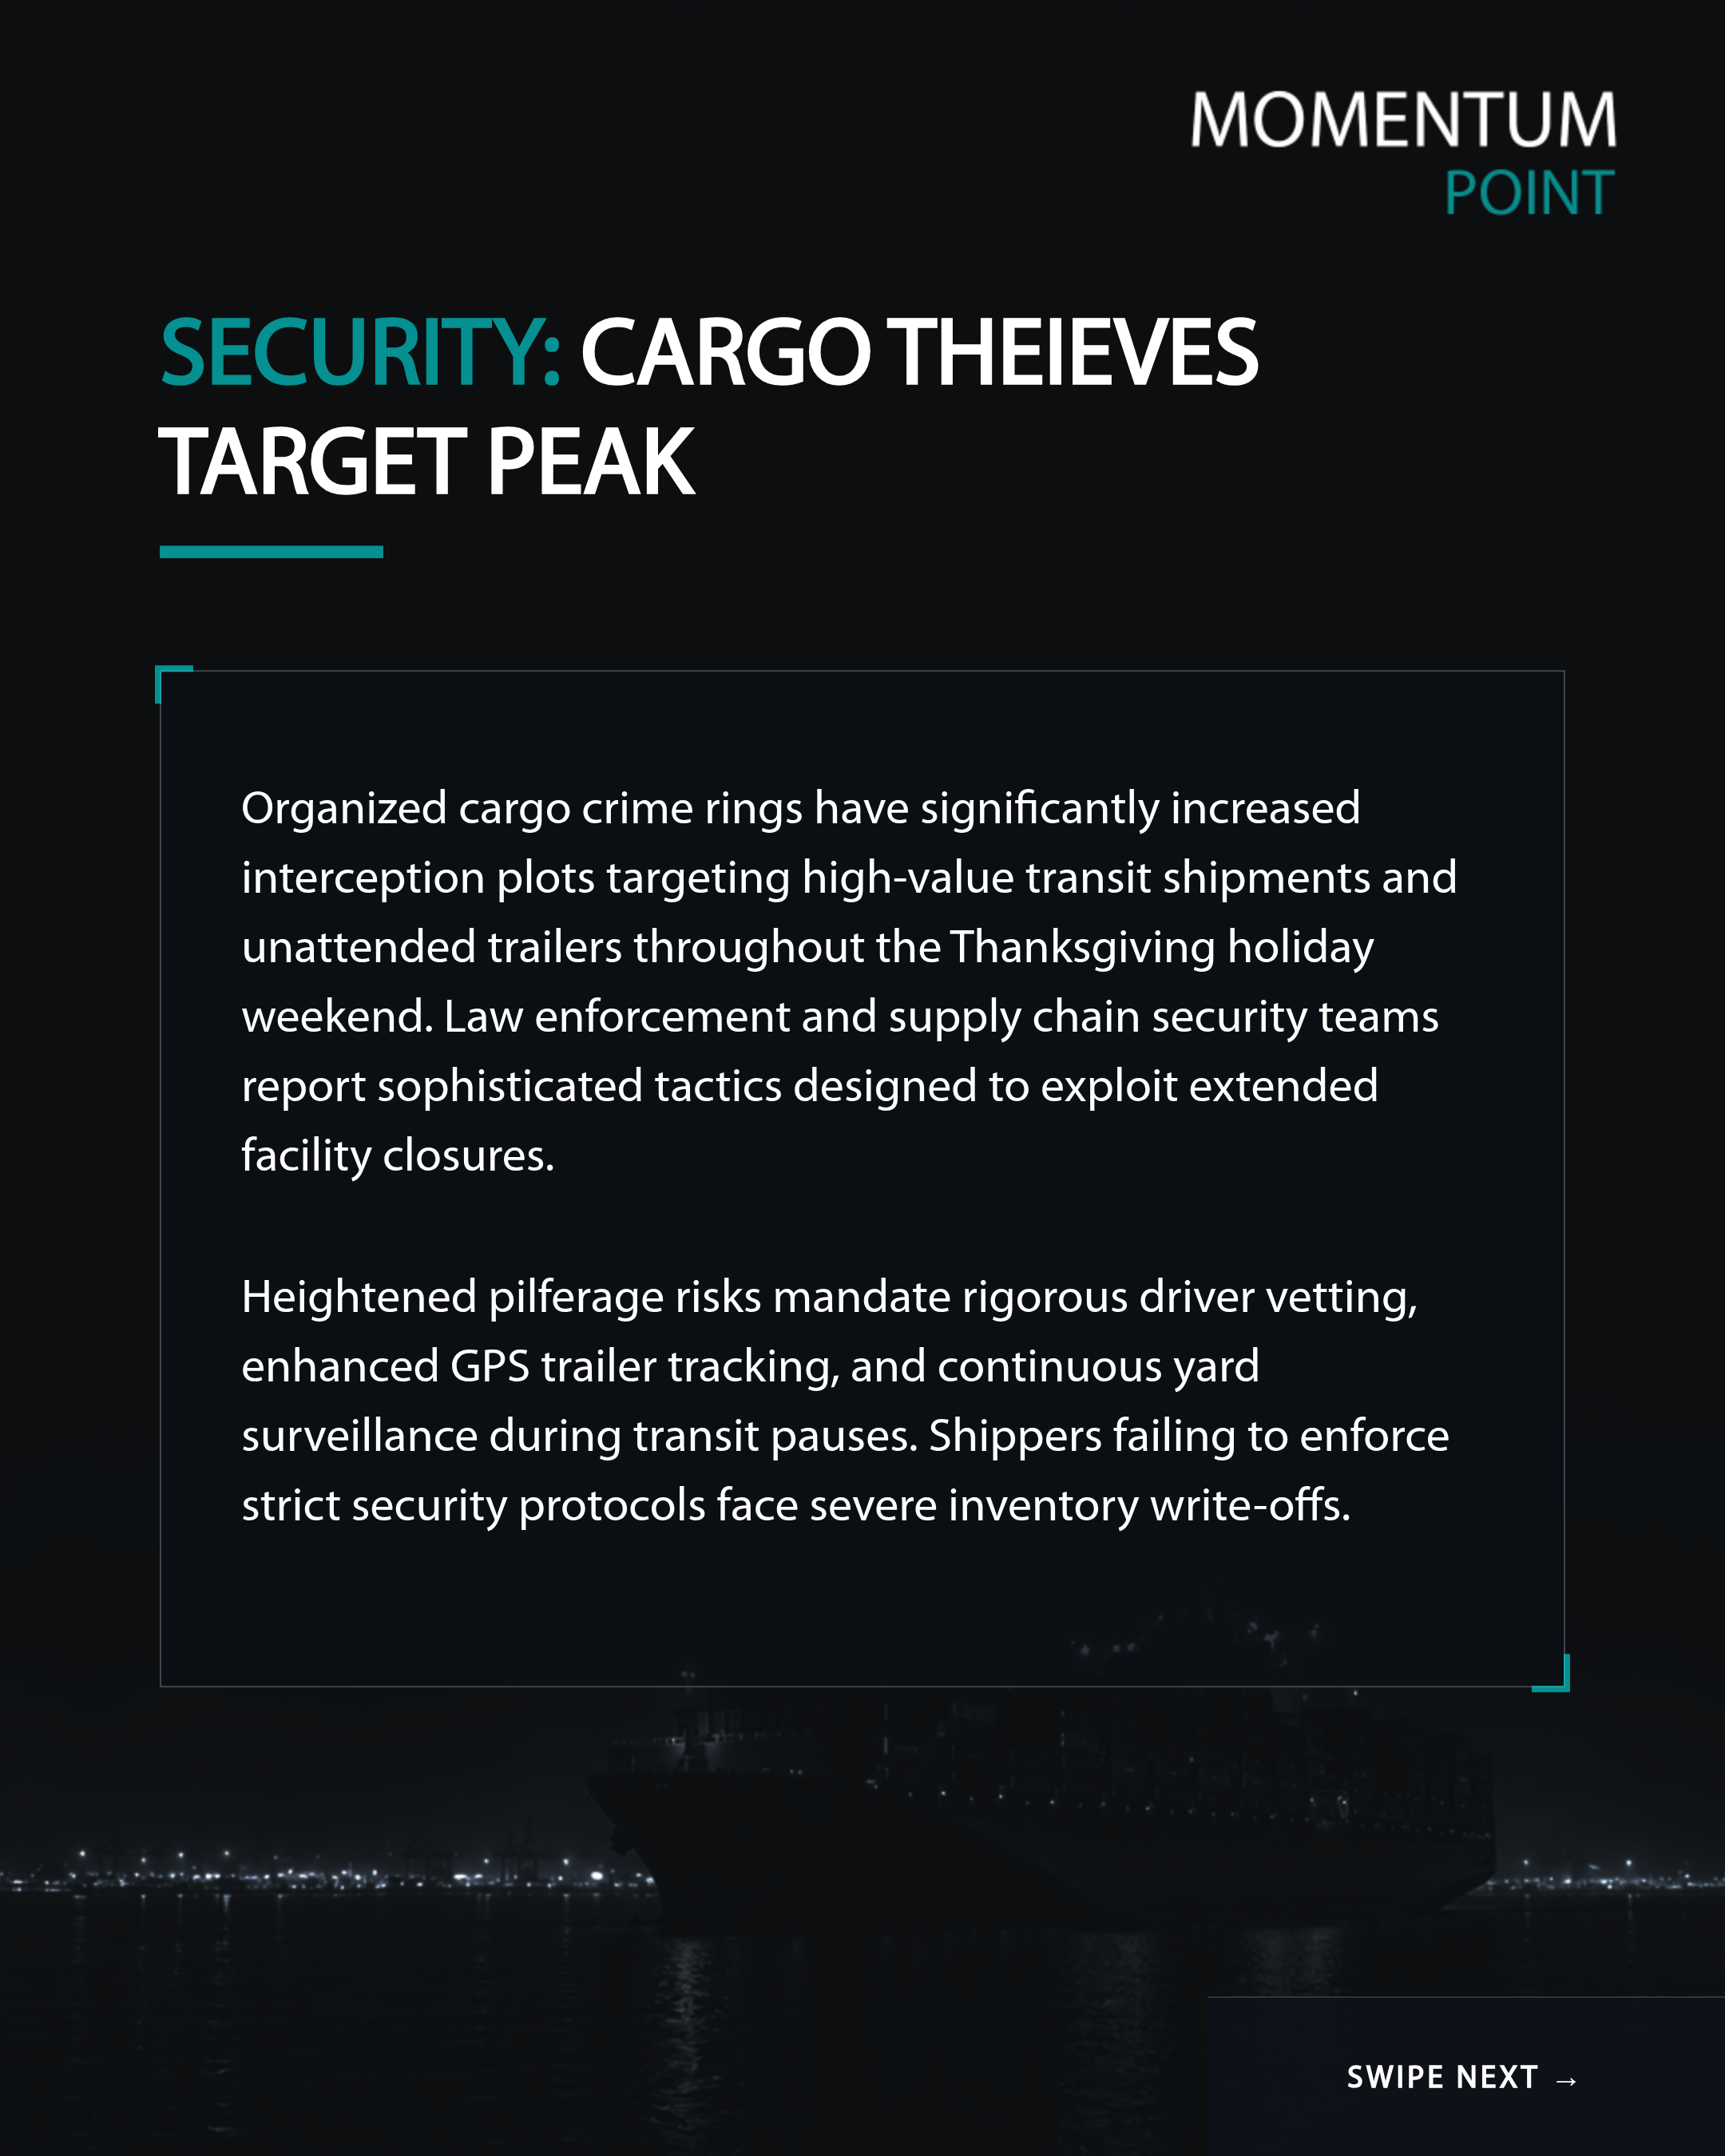 MOMENTUM
POINT
SECURITY: CARGO THEIEVES
TARGET PEAK
Organized cargo crime rings have significantly increased
interception plots targeting high-value transit shipments and
unattended trailers throughout the Thanksgiving holiday
weekend. Law enforcement and supply chain security teams
report sophisticated tactics designed to exploit extended
facility closures.
Heightened pilferage risks mandate rigorous driver vetting,
enhanced GPS trailer tracking, and continuous yard
surveillance during transit pauses. Shippers failing to enforce
strict security protocols face severe inventory write-offs.
SWIPE NEXT →